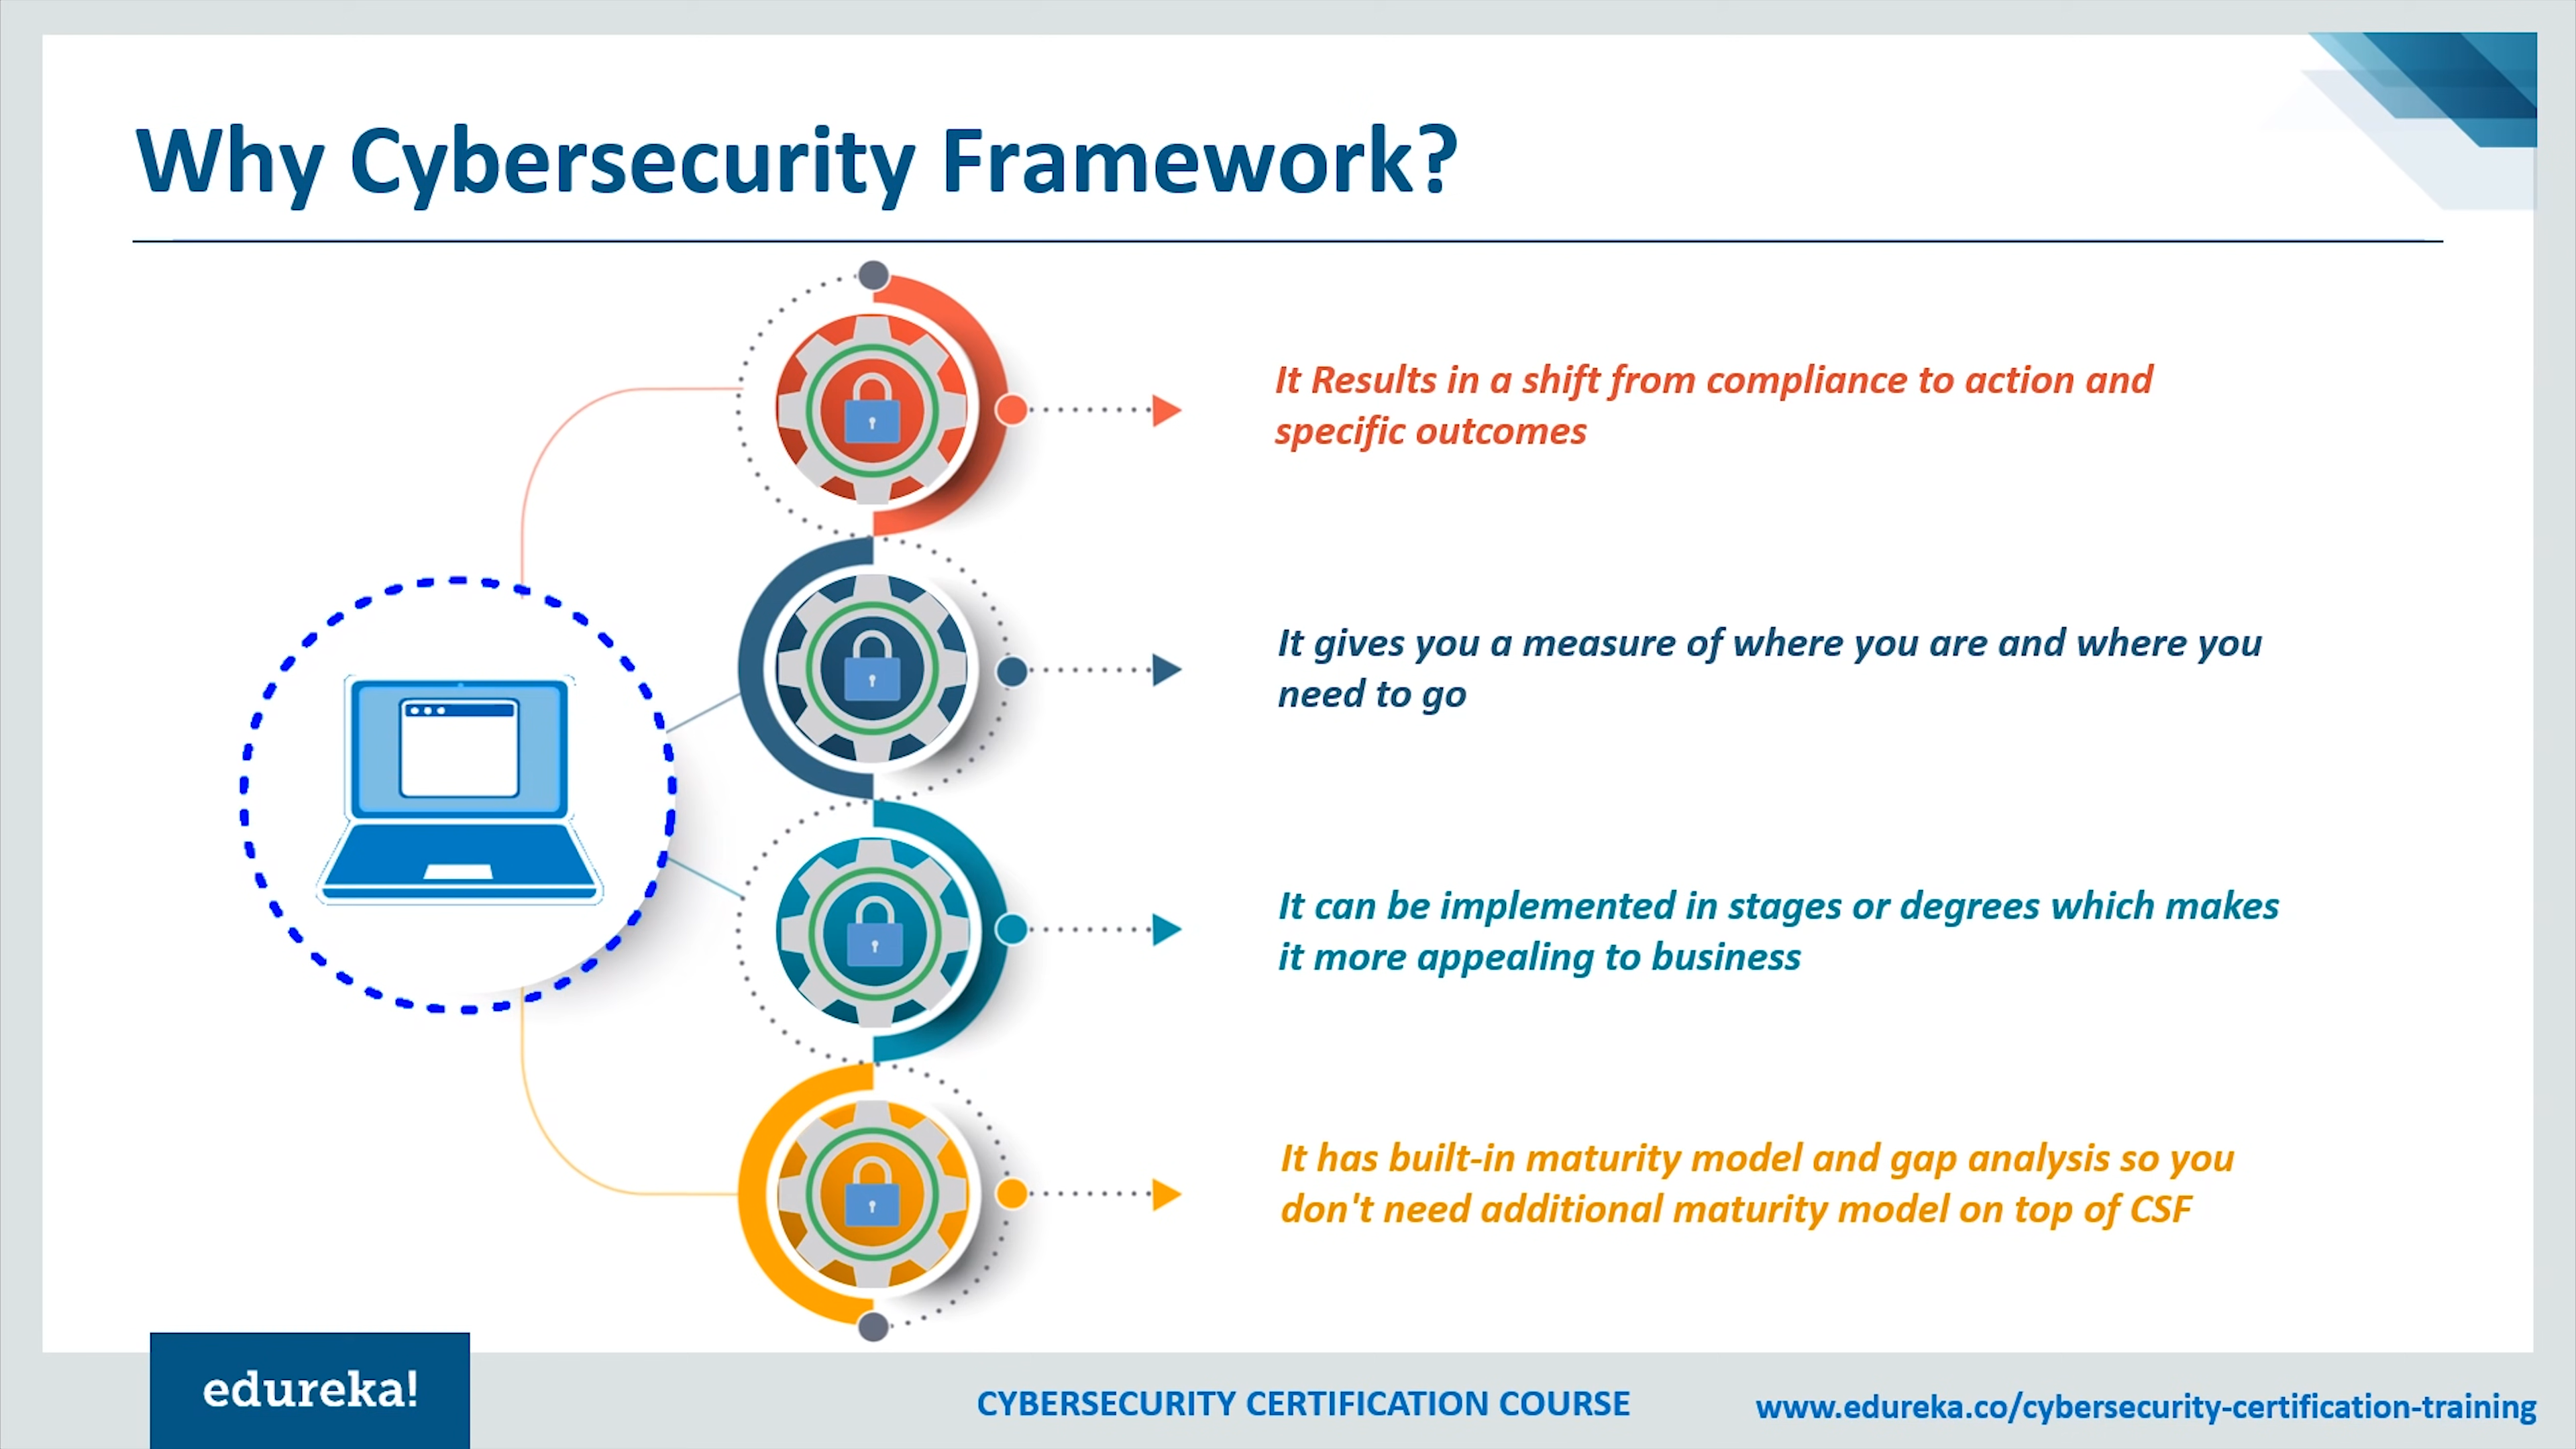 Why Cybersecurity Framework?
It Results in a shift from compliance to action and
specific outcomes
It gives you a measure of where you are and where you
need to go
It can be implemented in stages or degrees which makes
it more appealing to business
It has built-in maturity model and gap analysis so you
don't need additional maturity model on top of CSF
edureka!
CYBERSECURITY CERTIFICATION COURSE
www.edureka.co/cybersecurity-certification-training